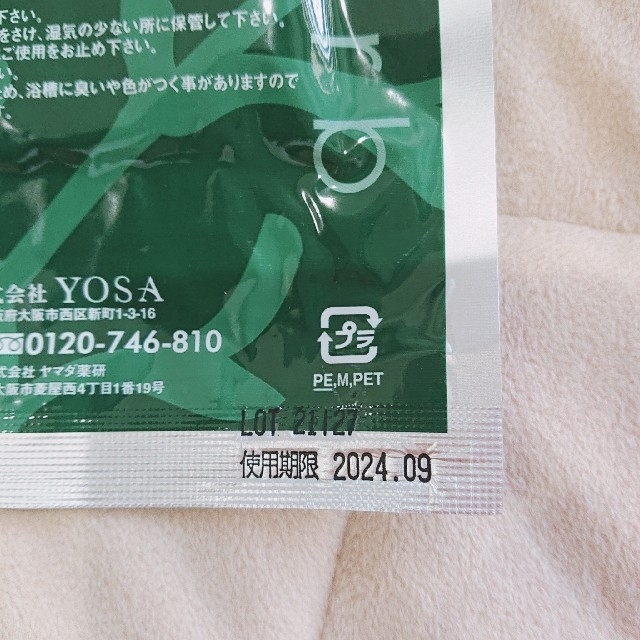 下さい。
をさけ、湿気の少ない所に保管して下さい。
ご使用をお止め下さい。
い。
め、浴槽に臭いや色がつく事がありますので
式会社 YOSA
府大阪市西区新町1-3-16
0120-746-810
式会社 ヤマダ薬研
大阪市菱屋西4丁目1番19号
プラ
PE,M,PET
LOT 21127
使用期限 2024.09